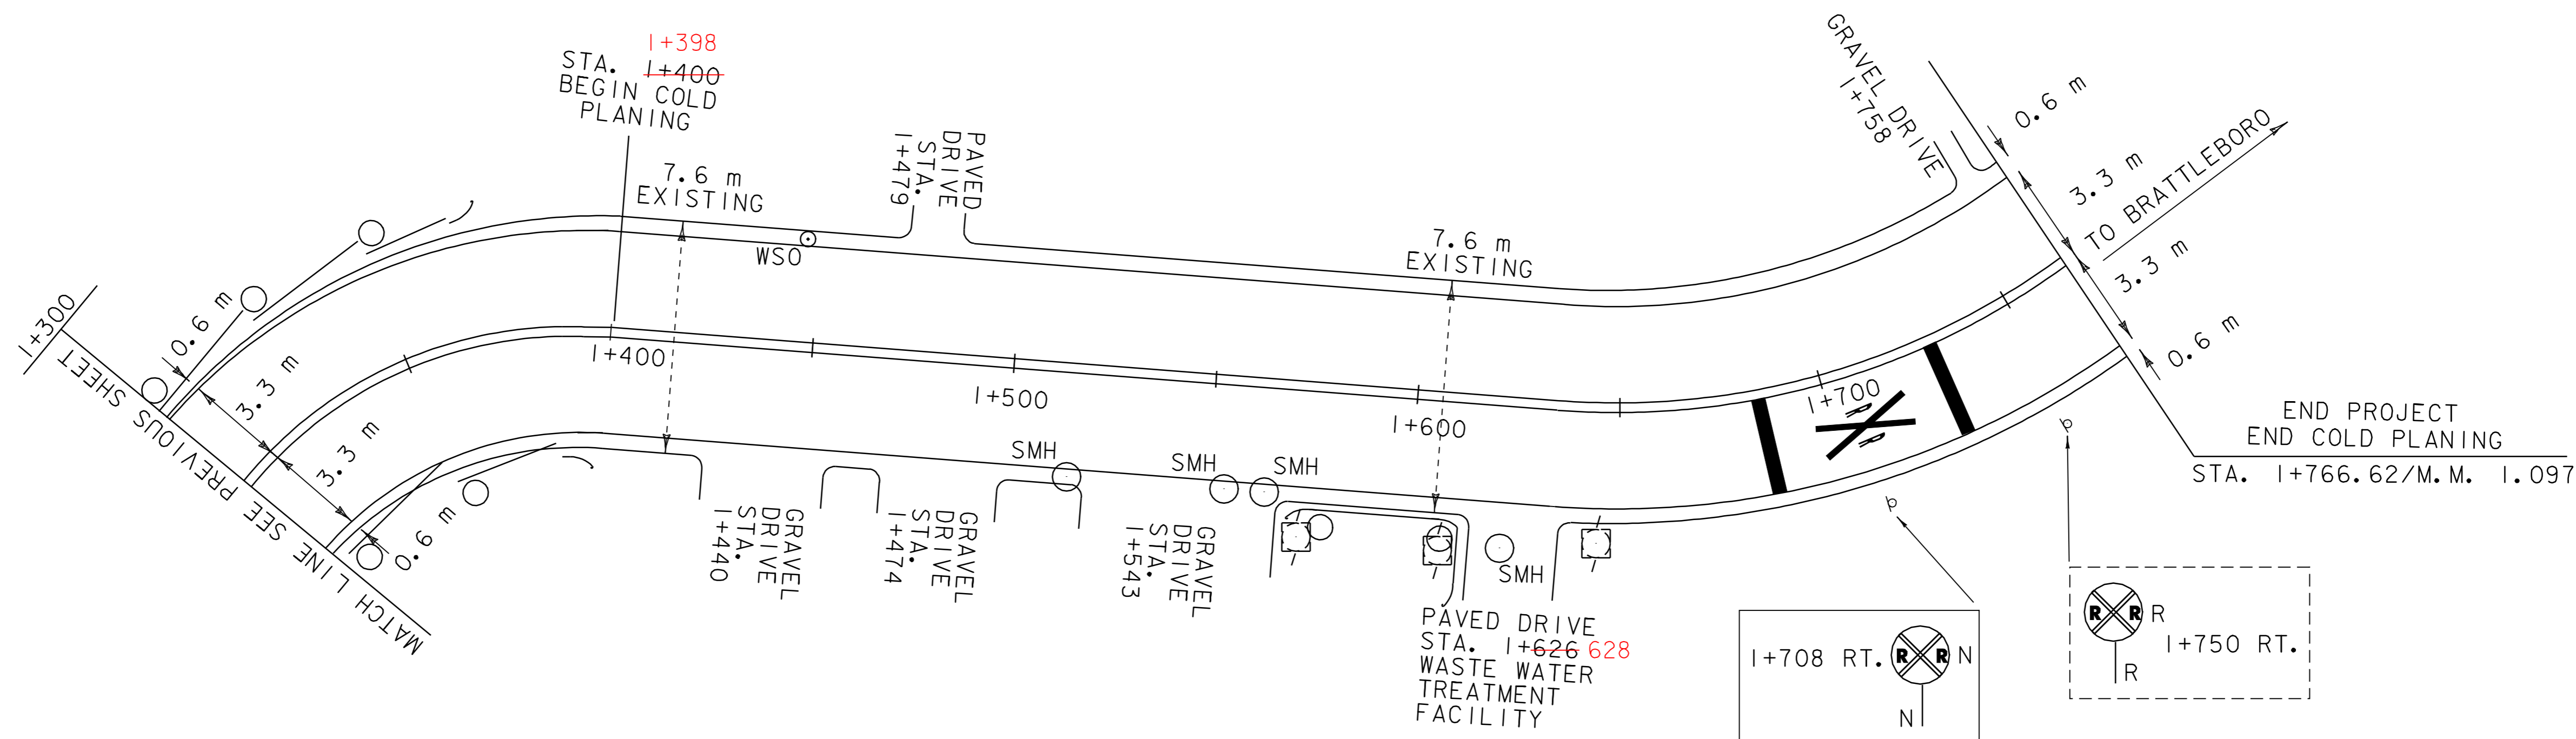 1+398
STA. 1+400
BEGIN COLD
PLANING
7.6 m
EXISTING
WSO
PAVED
DRIVE
STA.
1+479
7.6 m
EXISTING
GRAVEL DRIVE
1+758
0.6 m
3.3 m
TO BRATTLEBORO
3.3 m
0.6 m
END PROJECT
END COLD PLANING
STA. 1+766.62/M.M. 1.097
1+300
MATCH LINE SEE PREVIOUS SHEET
0.6 m
3.3 m
3.3 m
0.6 m
1+400
1+500
1+600
1+700
R
R
SMH
SMH
SMH
SMH
GRAVEL
DRIVE
STA.
1+440
GRAVEL
DRIVE
STA.
1+474
GRAVEL
DRIVE
STA.
1+543
PAVED DRIVE
STA. 1+626 628
WASTE WATER
TREATMENT
FACILITY
1+708 RT. R R N
N
R R R
1+750 RT.
R